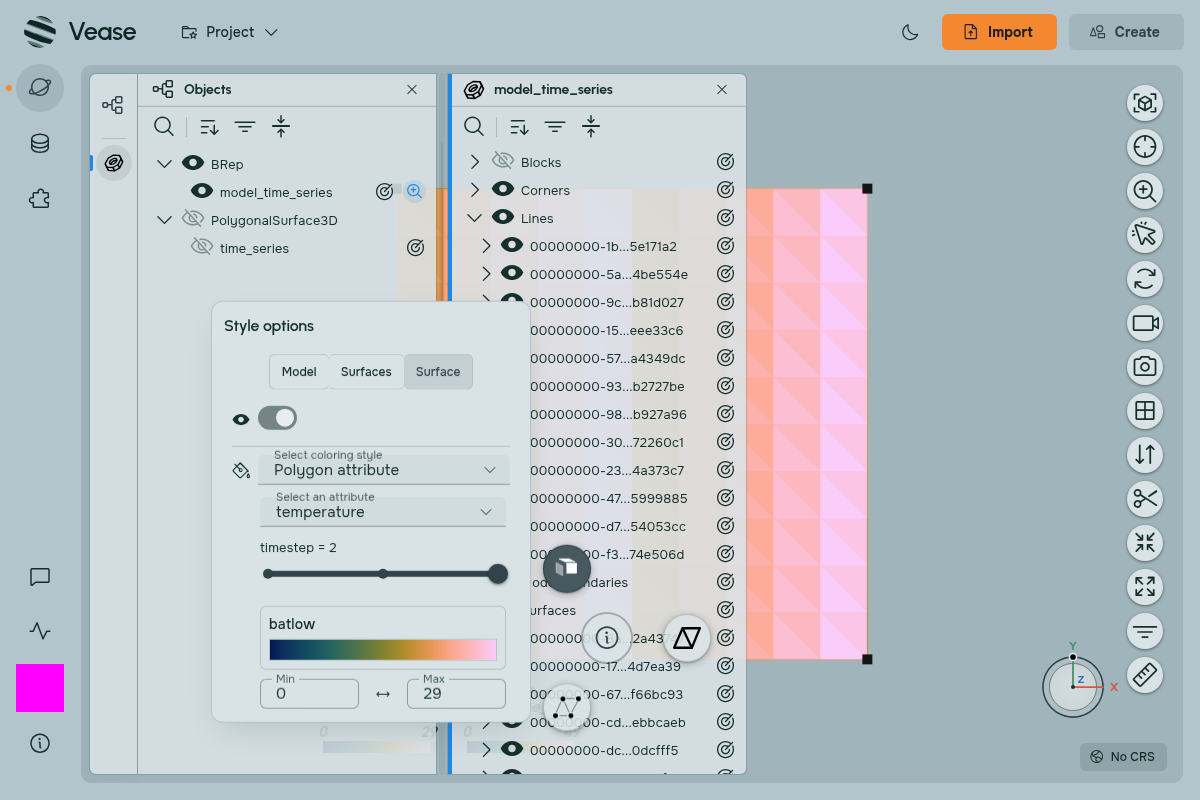 Vease
Project
Import
Create
Objects
model_time_series
BRep
model_time_series
PolygonalSurface3D
time_series
Blocks
Corners
Lines
00000000-1b...5e171a2
00000000-5a...4be554e
00000000-9c...b81d027
00000000-15...eee33c6
00000000-57...a4349dc
00000000-93...b2727be
00000000-98...b927a96
00000000-30...72260c1
00000000-23...4a373c7
00000000-47...5999885
00000000-d7...54053cc
00000000-f3...74e506d
00000000-17...4d7ea39
00000000-67...f66bc93
00000000-cd...ebbcaeb
00000000-dc...0dcfff5
Style options
Model
Surfaces
Surface
Select coloring style
Polygon attribute
Select an attribute
temperature
timestep = 2
batlow
Min
0
Max
29
0
29
0
Y
Z
X
No CRS